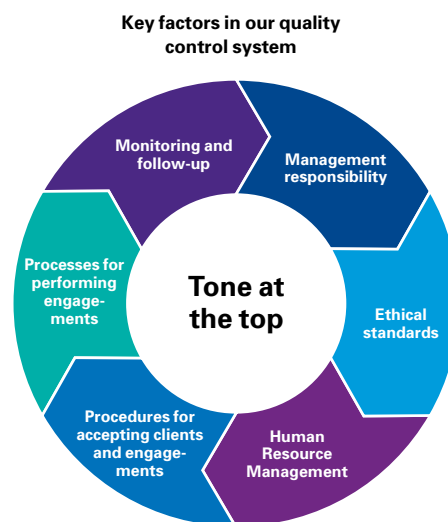 Key factors in our quality
control system
Monitoring and
follow-up
Management
responsibility
Processes for
performing
engage-
ments
Tone at
the top
Ethical
standards
Procedures for
accepting clients
and engage-
ments
Human
Resource
Management